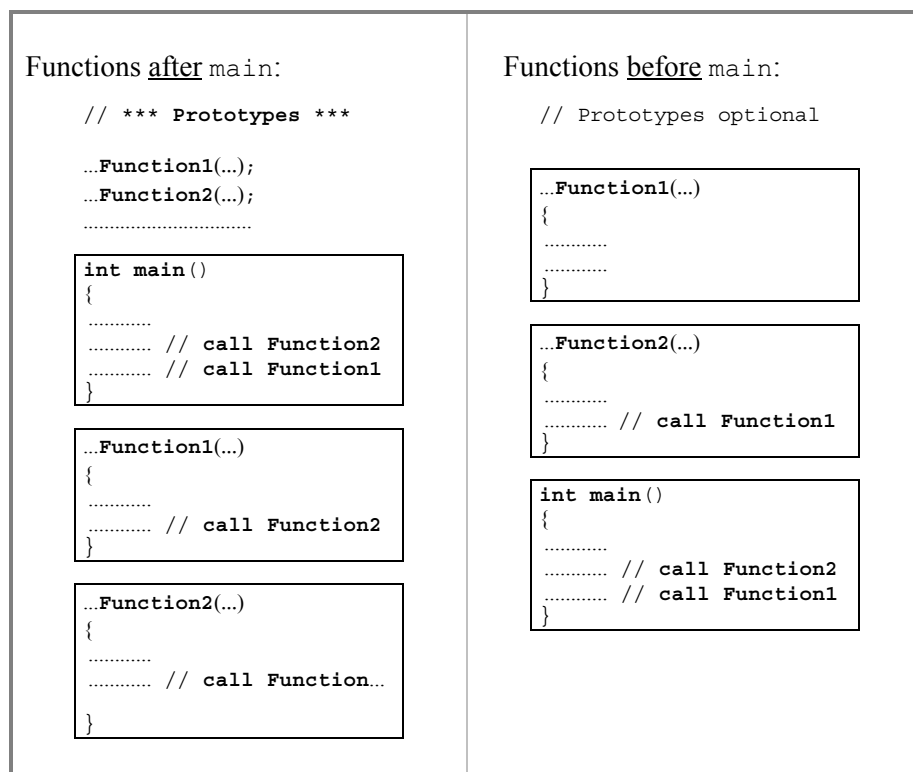 Functions after main:
// *** Prototypes ***
...Function1(...);
...Function2(...);
................................
int main()
{
............
............ // call Function2
............ // call Function1
}
...Function1(...)
{
............
............ // call Function2
}
...Function2(...)
{
............
............ // call Function...
}
Functions before main:
// Prototypes optional
...Function1(...)
{
............
............
}
...Function2(...)
{
............
............ // call Function1
}
int main()
{
............
............ // call Function2
............ // call Function1
}